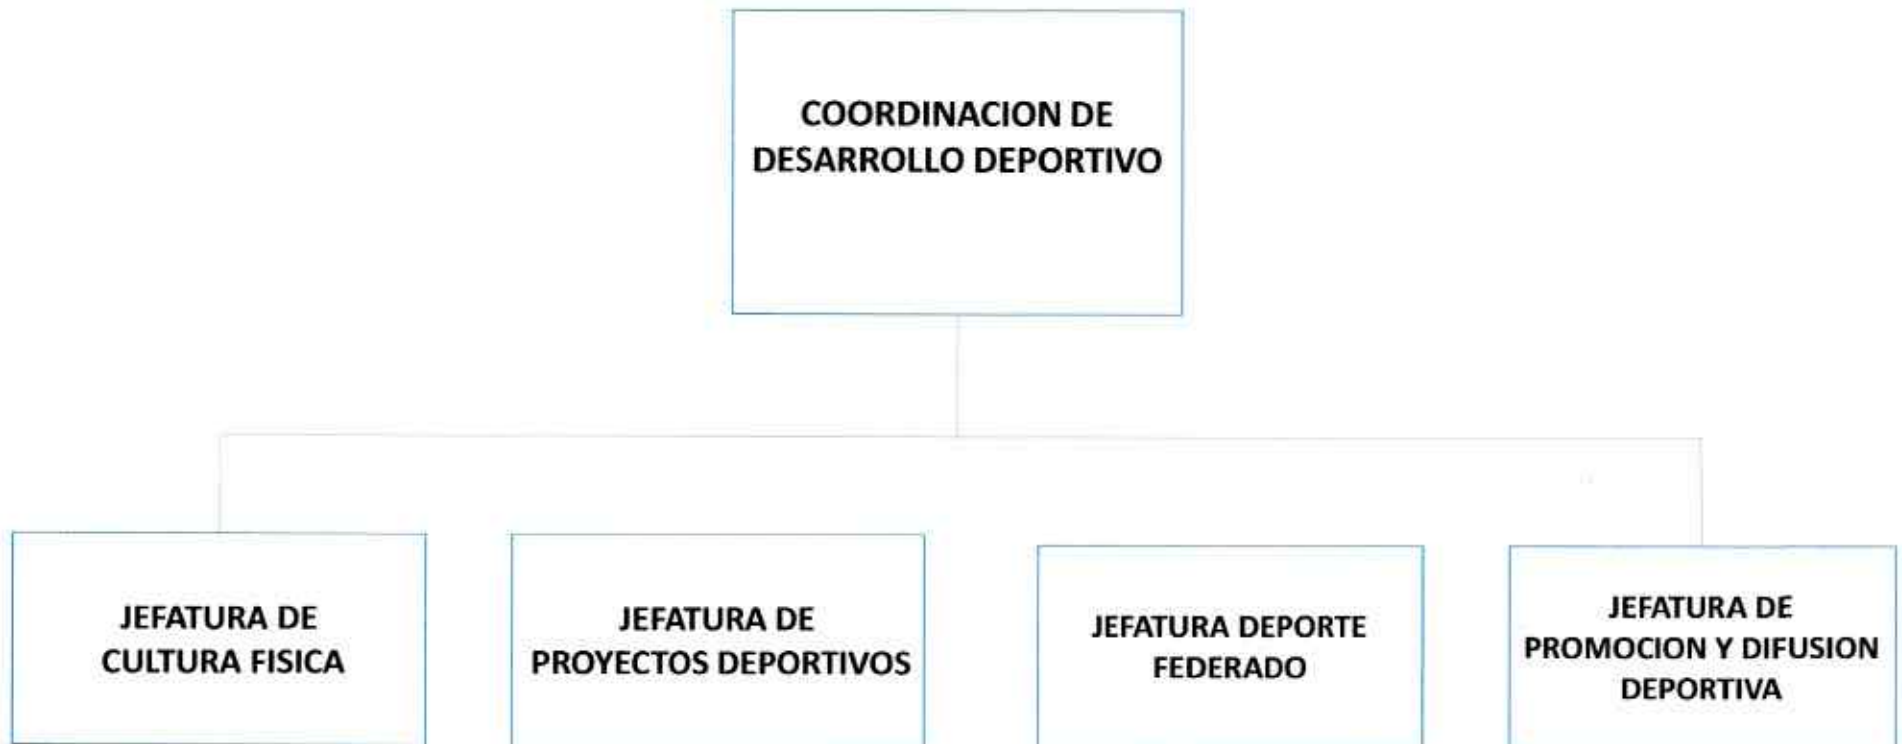 COORDINACION DE
DESARROLLO DEPORTIVO
JEFATURA DE
CULTURA FISICA
JEFATURA DE
PROYECTOS DEPORTIVOS
JEFATURA DEPORTE
FEDERADO
JEFATURA DE
PROMOCION Y DIFUSION
DEPORTIVA